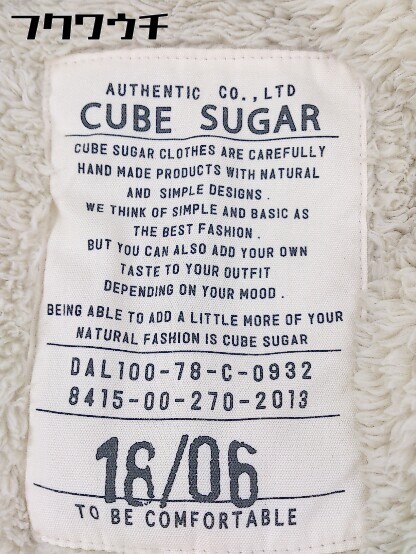 フクワウチ
AUTHENTIC CO.,LTD
CUBE SUGAR
CUBE SUGAR CLOTHES ARE CAREFULLY
HAND MADE PRODUCTS WITH NATURAL
AND SIMPLE DESIGNS .
WE THINK OF SIMPLE AND BASIC AS
THE BEST FASHION .
BUT YOU CAN ALSO ADD YOUR OWN
TASTE TO YOUR OUTFIT
DEPENDING ON YOUR MOOD .
BEING ABLE TO ADD A LITTLE MORE OF YOUR
NATURAL FASHION IS CUBE SUGAR
DAL100-78-C-0932
8415-00-270-2013
18/06
TO BE COMFORTABLE